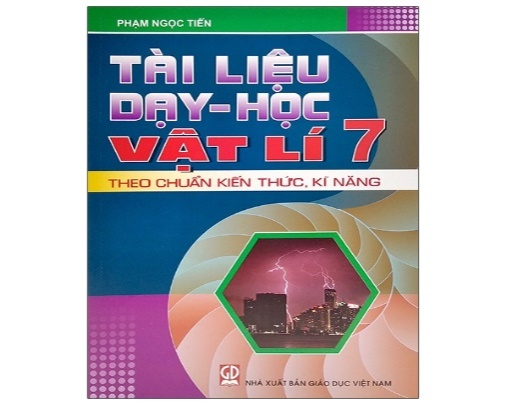 PHẠM NGỌC TIẾN
TÀI LIỆU
DẠY-HỌC
VẬT LÍ 7
THEO CHUẨN KIẾN THỨC, KĨ NĂNG
GD
NHÀ XUẤT BẢN GIÁO DỤC VIỆT NAM